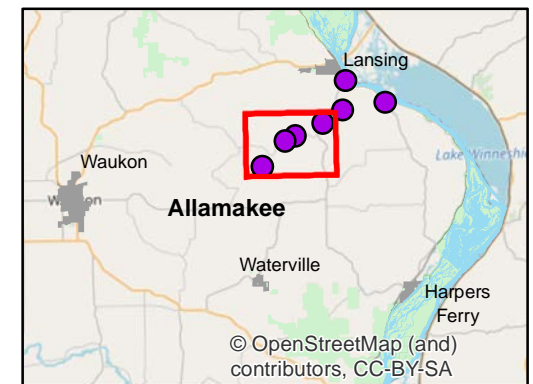 Lansing
Waukon
Lake Winneshi
Allamakee
Waterville
Harpers
Ferry
© OpenStreetMap (and)
contributors, CC-BY-SA